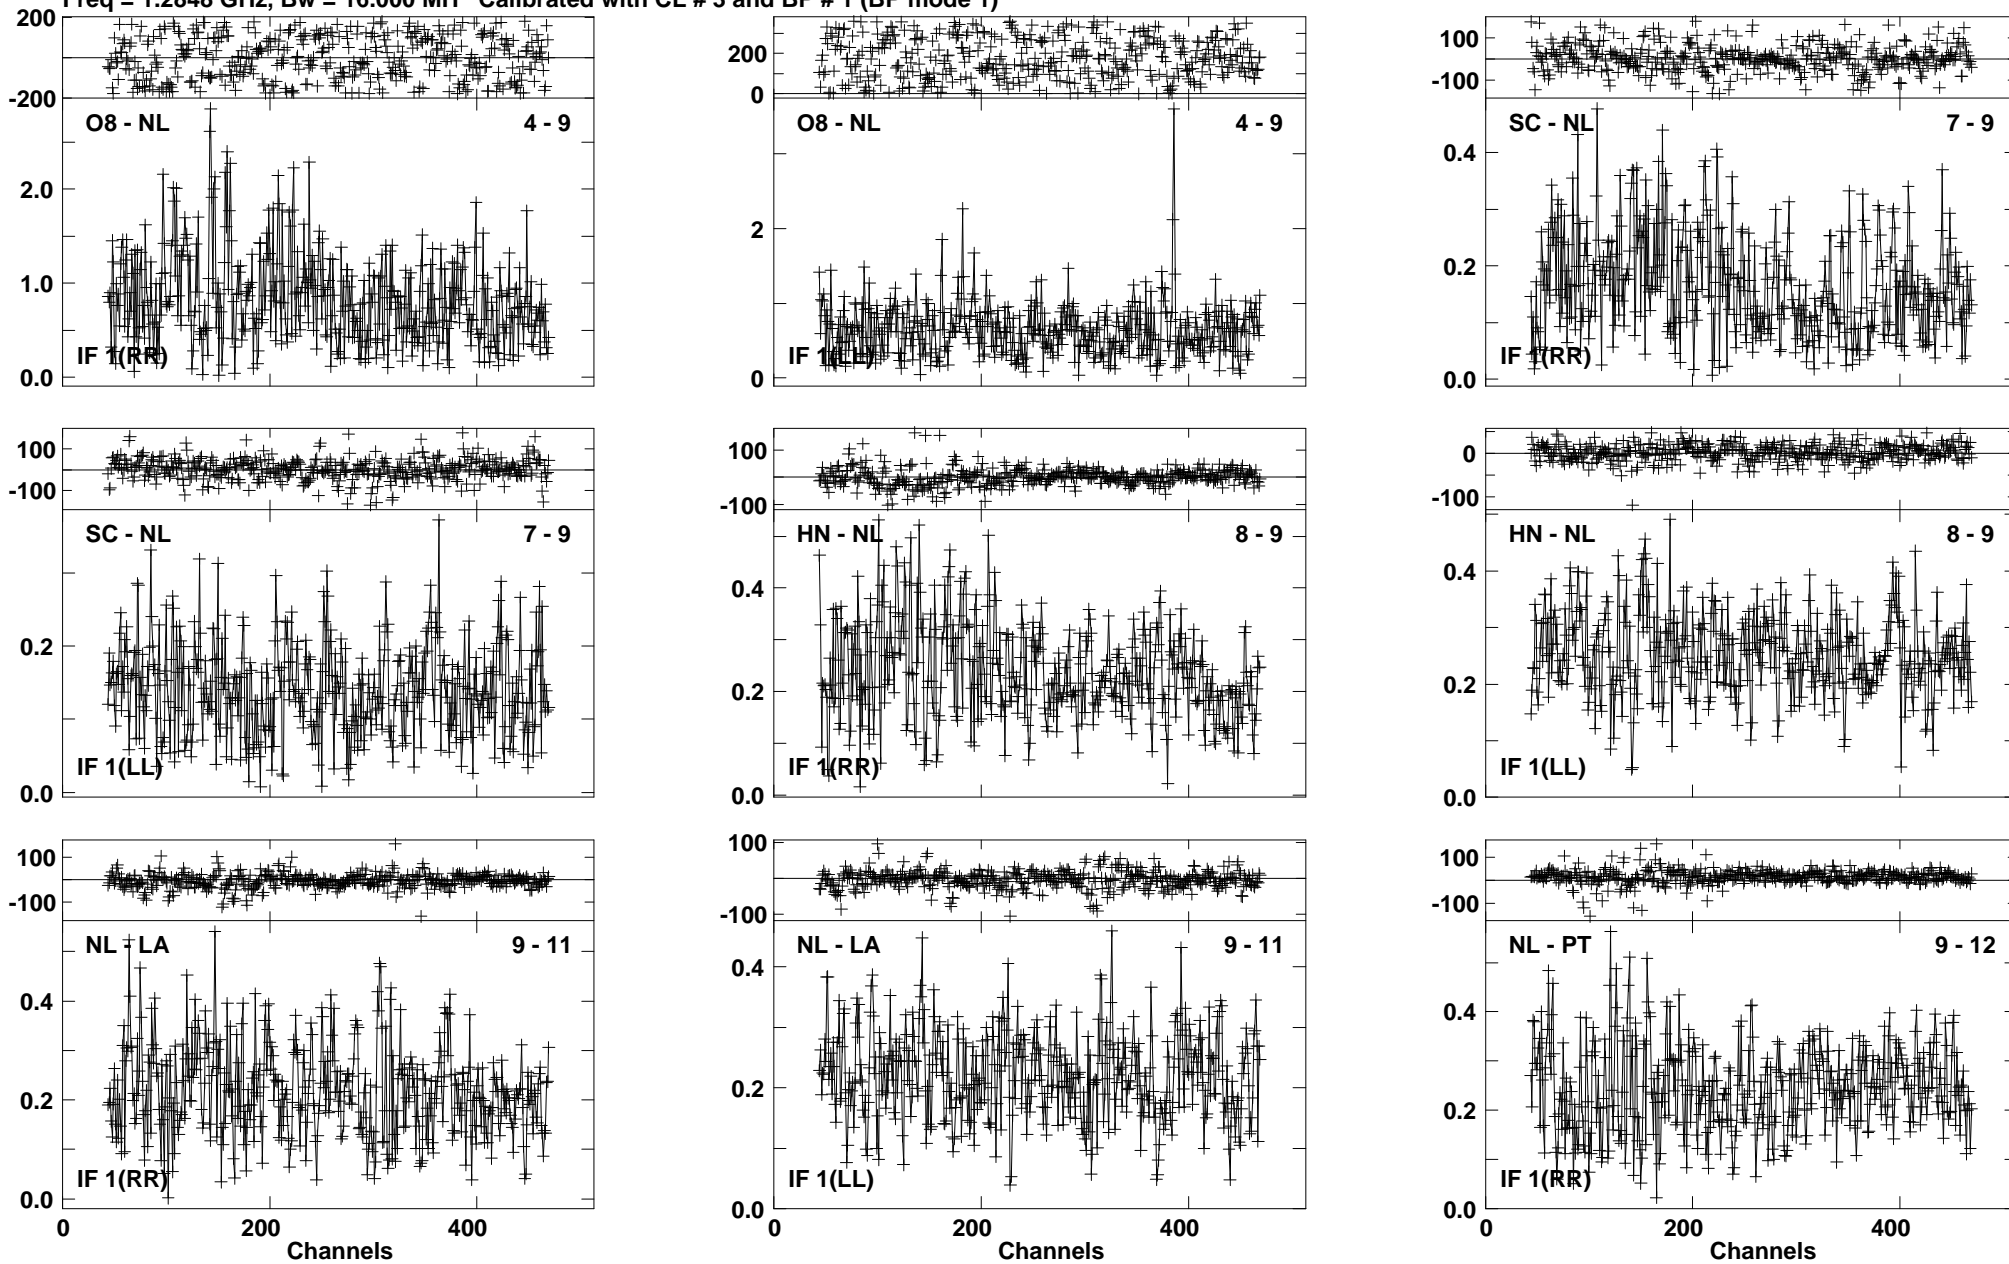 Freq = 1.2848 GHz, Bw = 16.000 MH Calibrated with CL # 3 and BP # 1 (BP mode 1)
200
-200
O8 - NL 4 - 9
2.0
1.0
0.0
IF 1(RR)
200
0
O8 - NL 4 - 9
2
0
IF 1(LL)
100
-100
SC - NL 7 - 9
0.4
0.2
0.0
IF 1(RR)
100
-100
SC - NL 7 - 9
0.2
0.0
IF 1(LL)
100
-100
HN - NL 8 - 9
0.4
0.2
0.0
IF 1(RR)
0
-100
HN - NL 8 - 9
0.4
0.2
0.0
IF 1(LL)
100
-100
NL - LA 9 - 11
0.4
0.2
0.0
IF 1(RR)
0 200 400
Channels
100
-100
NL - LA 9 - 11
0.4
0.2
0.0
IF 1(LL)
0 200 400
100
-100
NL - PT 9 - 12
0.4
0.2
0.0
IF 1(RR)
0 200 400
Channels